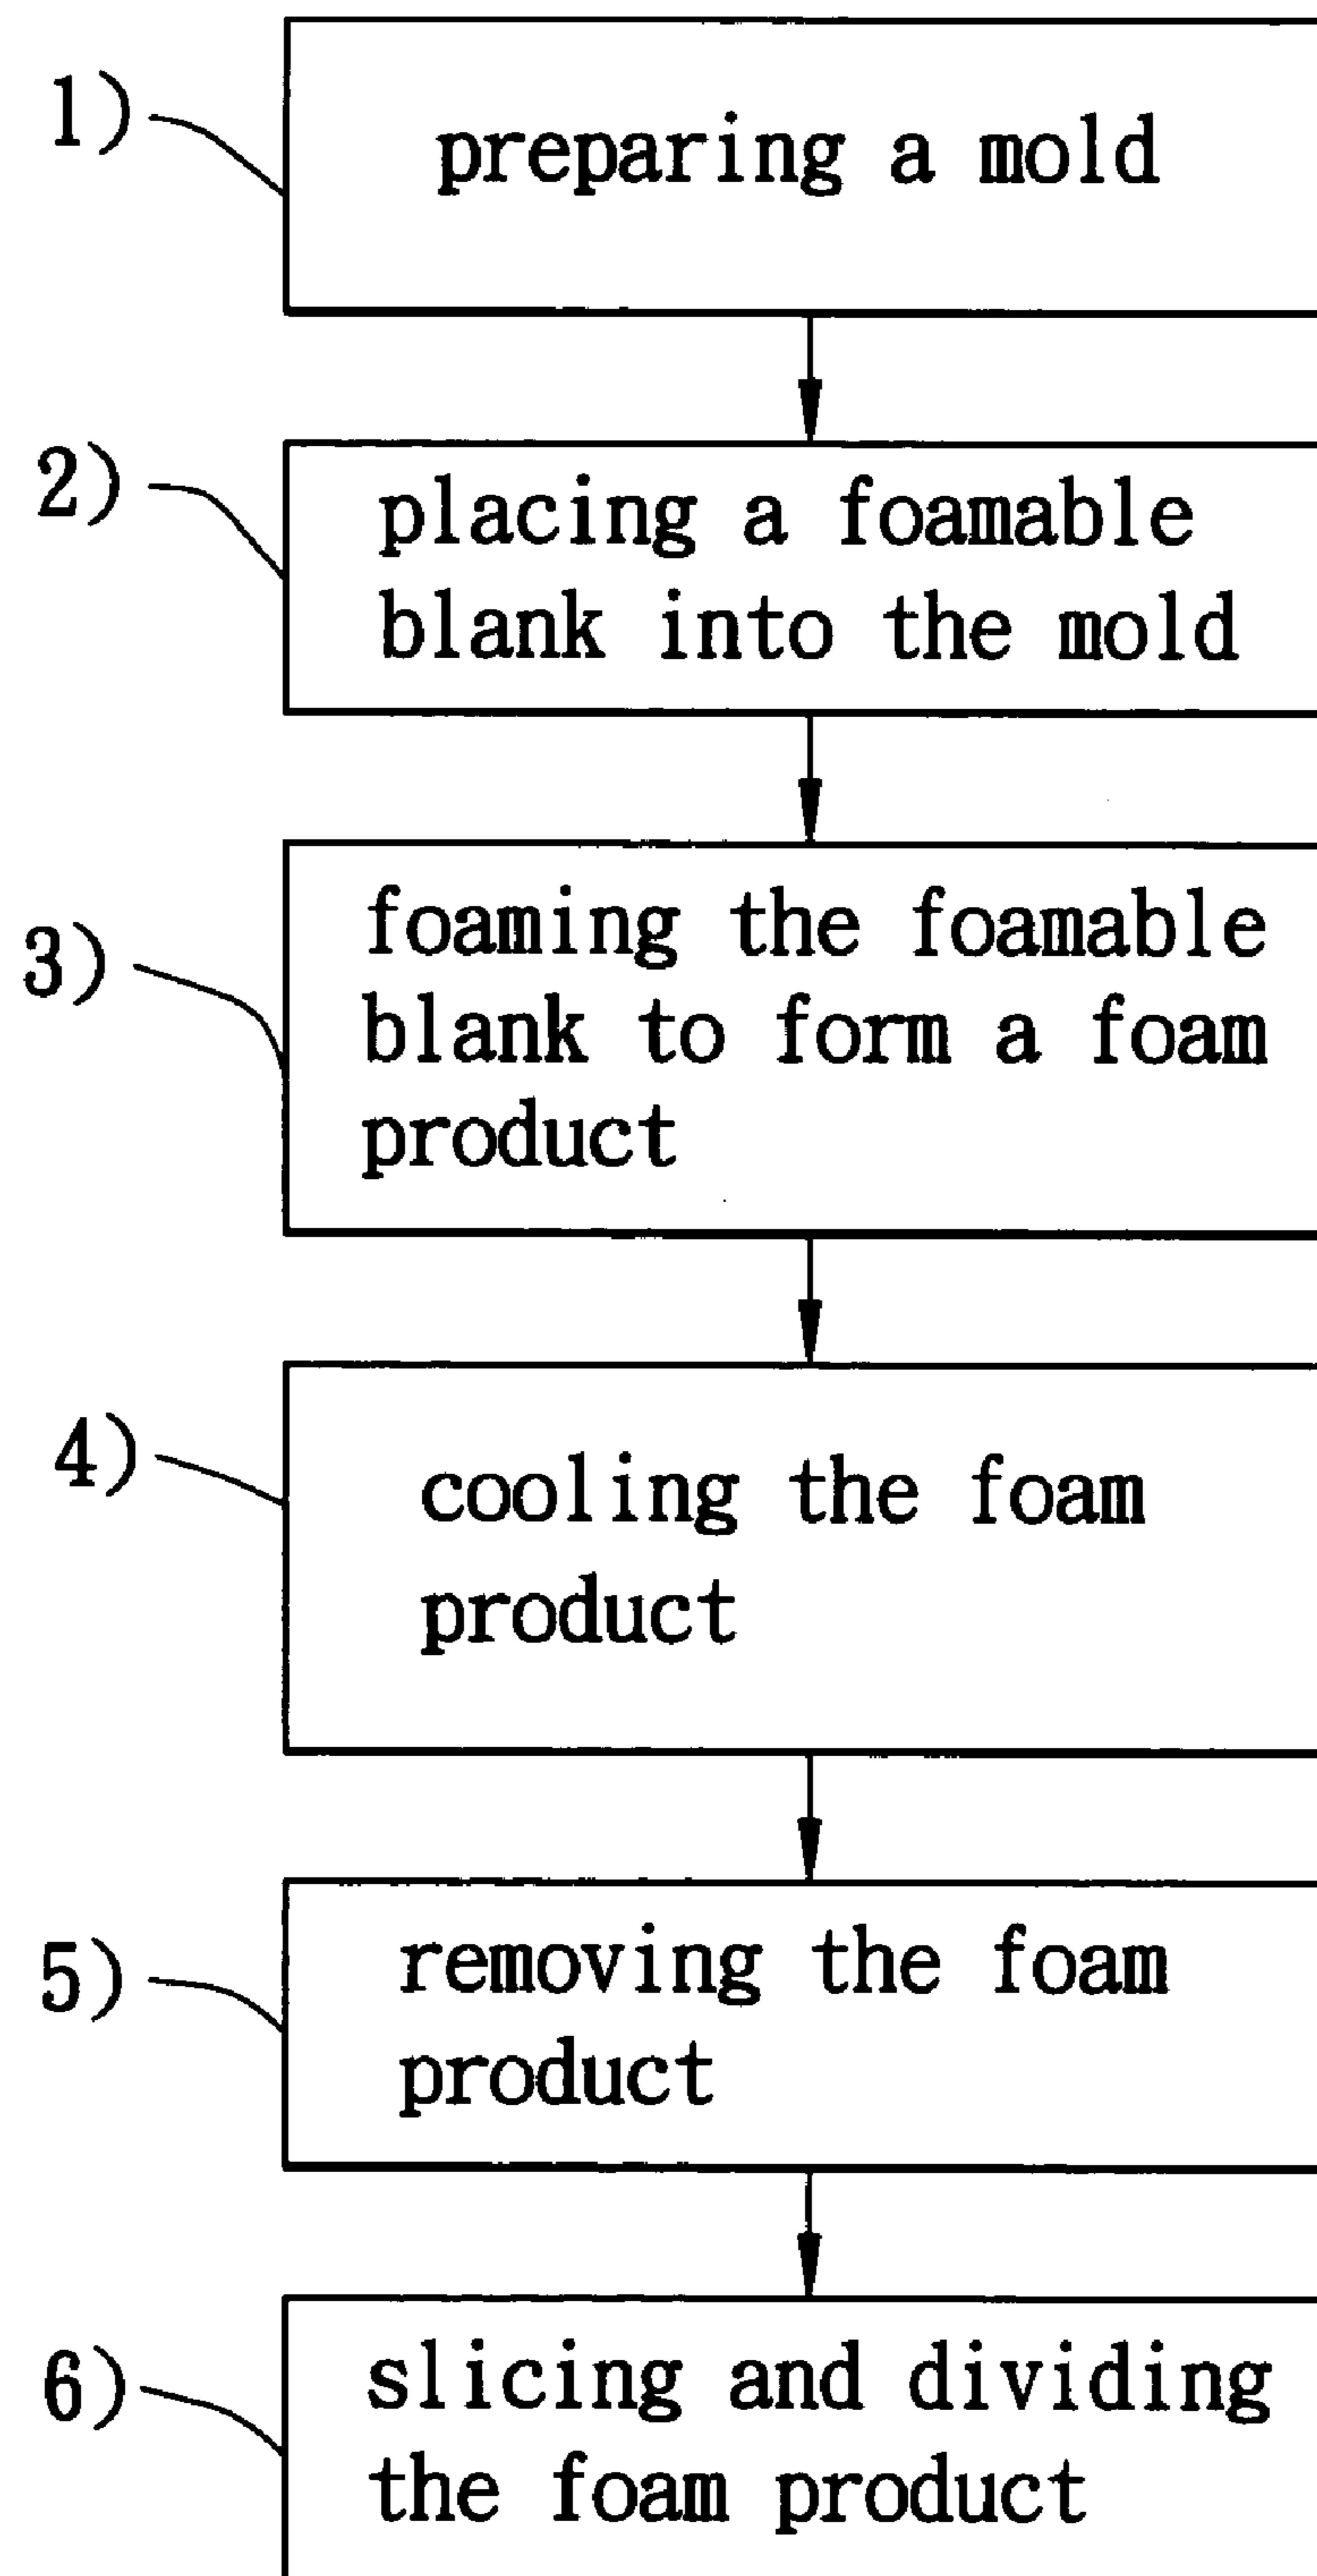 1)
preparing a mold
2)
placing a foamable
blank into the mold
3)
foaming the foamable
blank to form a foam
product
4)
cooling the foam
product
5)
removing the foam
product
6)
slicing and dividing
the foam product